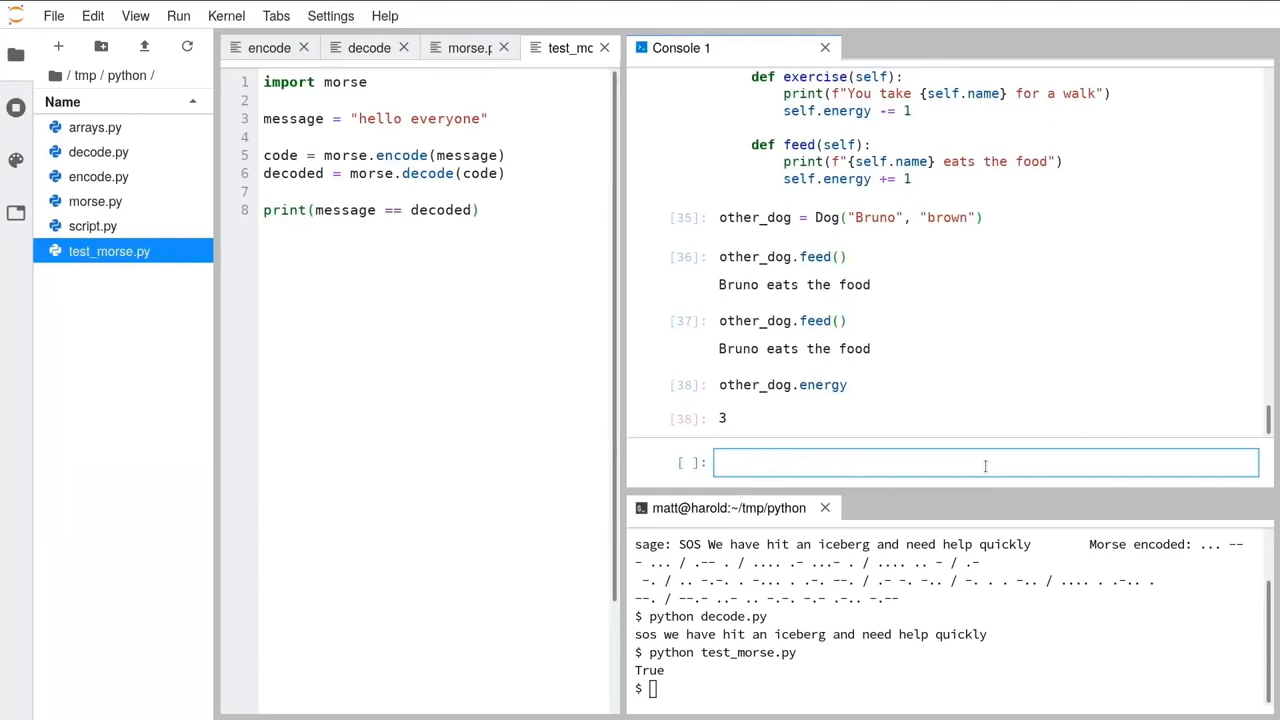 File Edit View Run Kernel Tabs Settings Help
/ tmp / python /
Name
arrays.py
decode.py
encode.py
morse.py
script.py
test_morse.py
encode
decode
morse.p
test_mc
1 import morse
2
3 message = "hello everyone"
4
5 code = morse.encode(message)
6 decoded = morse.decode(code)
7
8 print(message == decoded)
Console 1
def exercise(self):
print(f"You take {self.name} for a walk")
self.energy -= 1
def feed(self):
print(f"{self.name} eats the food")
self.energy += 1
[35]: other_dog = Dog("Bruno", "brown")
[36]: other_dog.feed()
Bruno eats the food
[37]: other_dog.feed()
Bruno eats the food
[38]: other_dog.energy
[38]: 3
[ ]:
matt@harold:~/tmp/python
sage: SOS We have hit an iceberg and need help quickly Morse encoded: ... --
- ... / .-- . / .... .- ...- . / .... .. - / .-
-. / .. -.-. . -... . .-. --. / .- -. -.. / -. . . -.. / .... . .-.. .
--. / --.- ..- .. -.-. -.- .-.. -.--
$ python decode.py
sos we have hit an iceberg and need help quickly
$ python test_morse.py
True
$